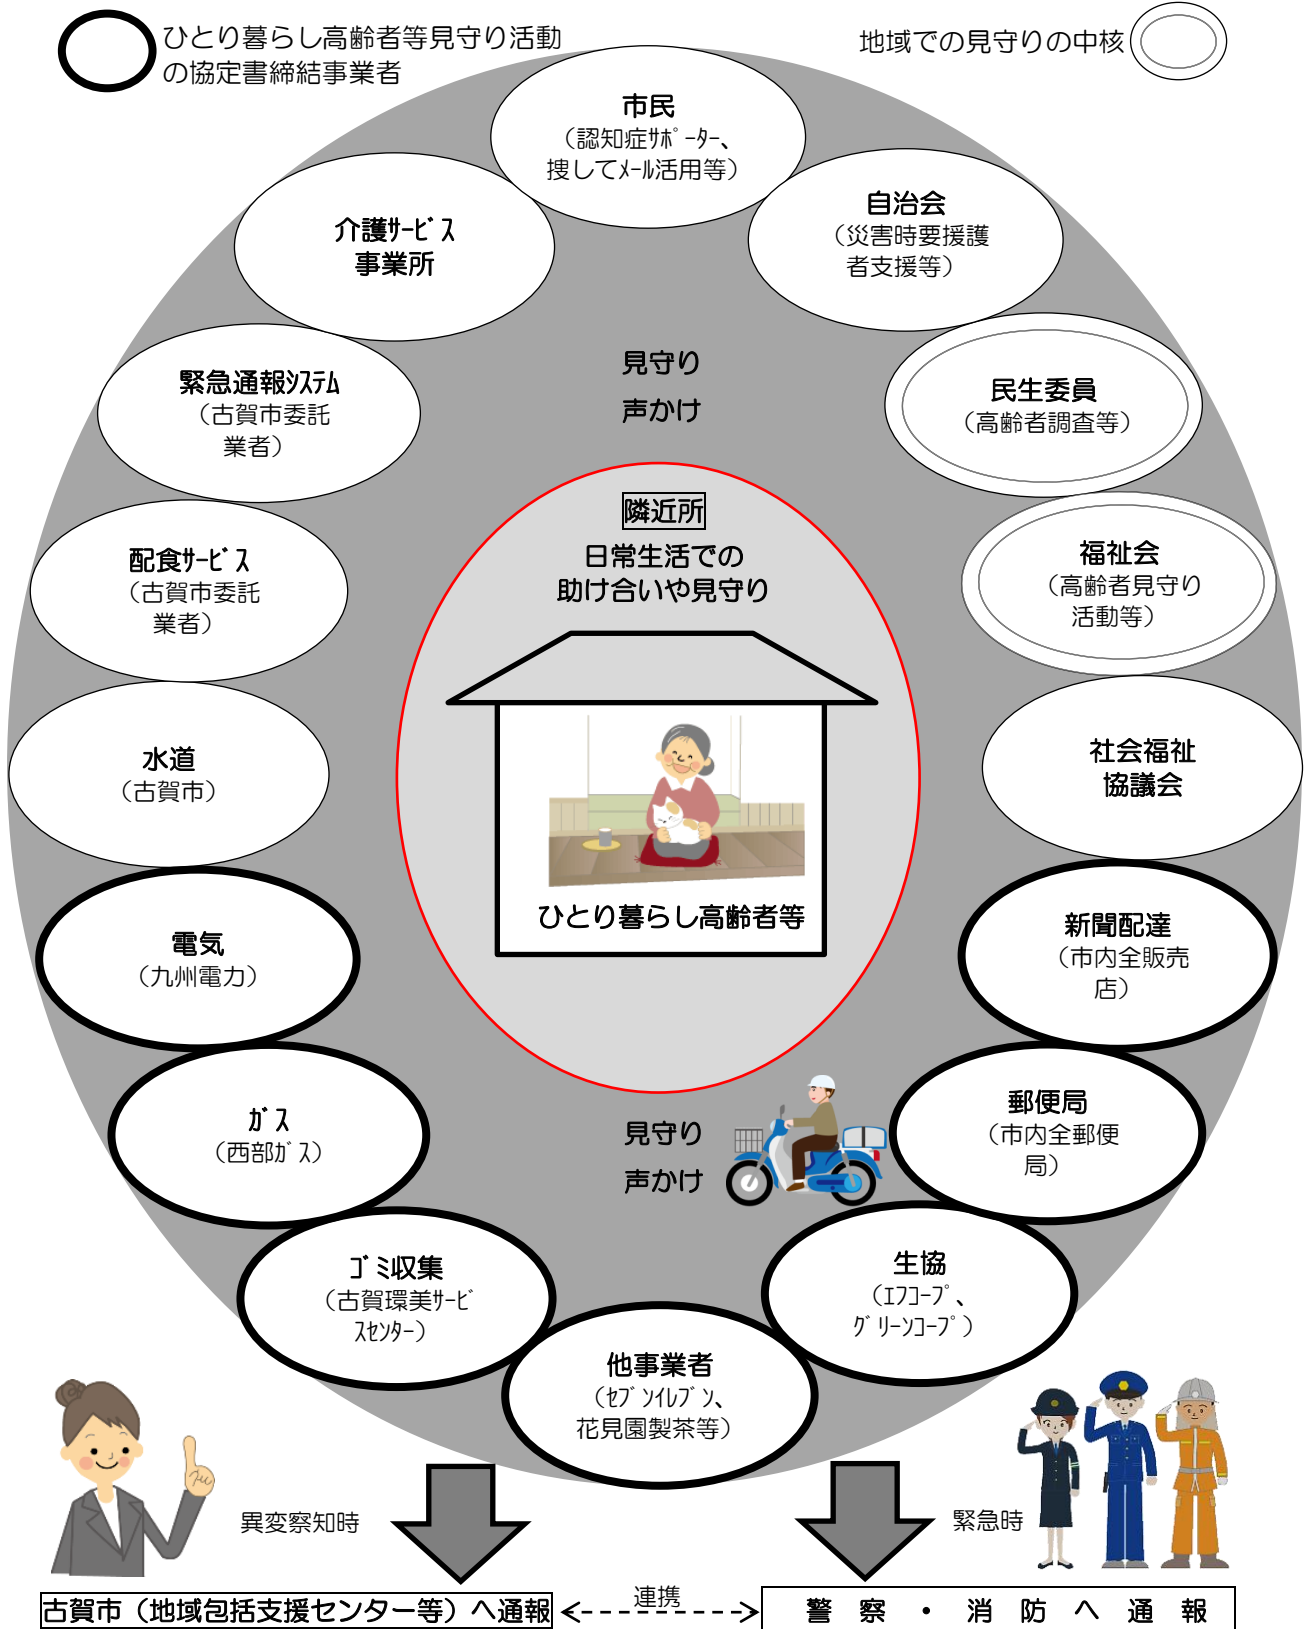 ひとり暮らし高齢者等見守り活動
の協定書締結事業者
地域での見守りの中核
市民
（認知症ｻﾎﾟｰﾀｰ、
捜してﾒｰﾙ活用等）
自治会
（災害時要援護
者支援等）
介護ｻｰﾋﾞｽ
事業所
民生委員
（高齢者調査等）
緊急通報ｼｽﾃﾑ
（古賀市委託
業者）
見守り
声かけ
福祉会
（高齢者見守り
活動等）
配食ｻｰﾋﾞｽ
（古賀市委託
業者）
隣近所
日常生活での
助け合いや見守り
社会福祉
協議会
水道
（古賀市）
ひとり暮らし高齢者等
新聞配達
（市内全販売
店）
電気
（九州電力）
郵便局
（市内全郵便
局）
ｶﾞｽ
（西部ｶﾞｽ）
見守り
声かけ
生協
（ｴﾌｺｰﾌﾟ、
ｸﾞﾘｰﾝｺｰﾌﾟ）
ｺﾞﾐ収集
（古賀環美ｻｰﾋﾞ
ｽｾﾝﾀｰ）
他事業者
（ｾﾌﾞﾝｲﾚﾌﾞﾝ、
花見園製茶等）
異変察知時
緊急時
古賀市（地域包括支援センター等）へ通報
連携
警察・消防へ通報